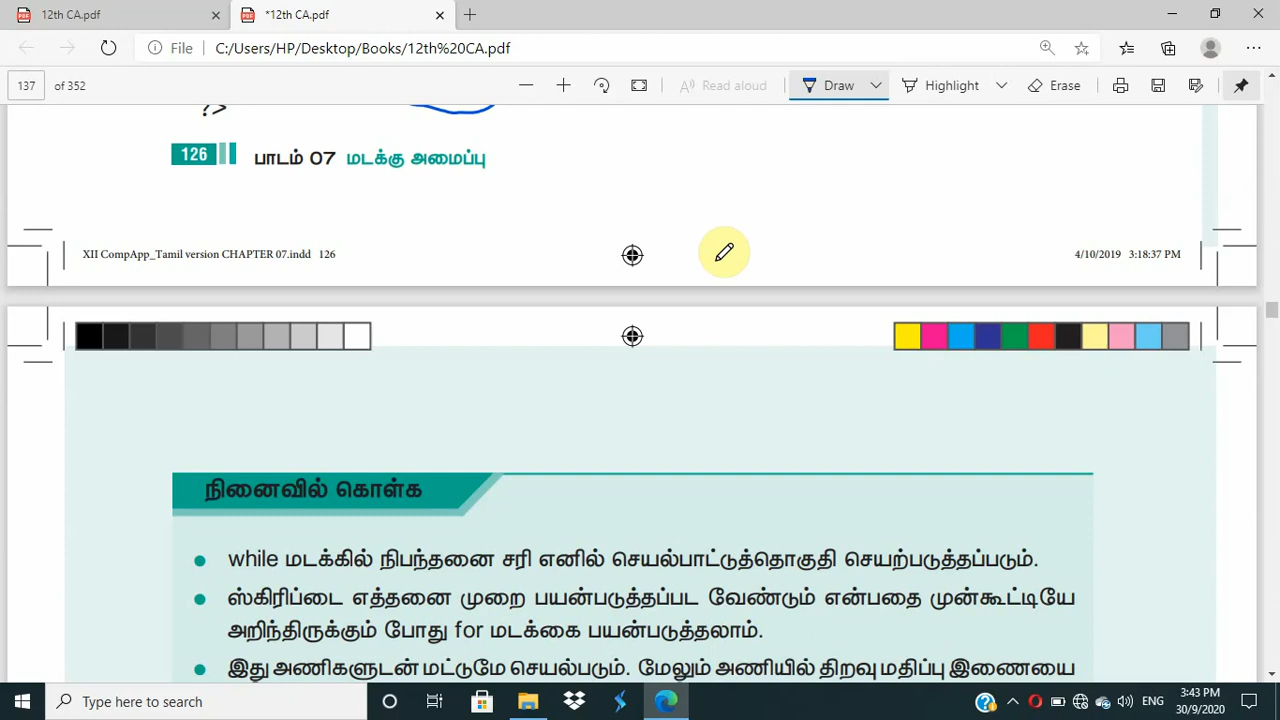 12th CA.pdf
*12th CA.pdf
File
C:/Users/HP/Desktop/Books/12th%20CA.pdf
137 of 352
Read aloud
Draw
Highlight
Erase
?>
126 பாடம் 07 மடக்கு அமைப்பு
XII CompApp_Tamil version CHAPTER 07.indd 126
4/10/2019 3:18:37 PM
நினைவில் கொள்க
while மடக்கில் நிபந்தனை சரி எனில் செயல்பாட்டுத்தொகுதி செயற்படுத்தப்படும்.
ஸ்கிரிப்டை எத்தனை முறை பயன்படுத்தப்பட வேண்டும் என்பதை முன்கூட்டியே
அறிந்திருக்கும் போது for மடக்கை பயன்படுத்தலாம்.
இது அணிகளுடன் மட்டுமே செயல்படும். மேலும் அணியில் திறவு மதிப்பு இணையை
Type here to search
ENG
3:43 PM
30/9/2020